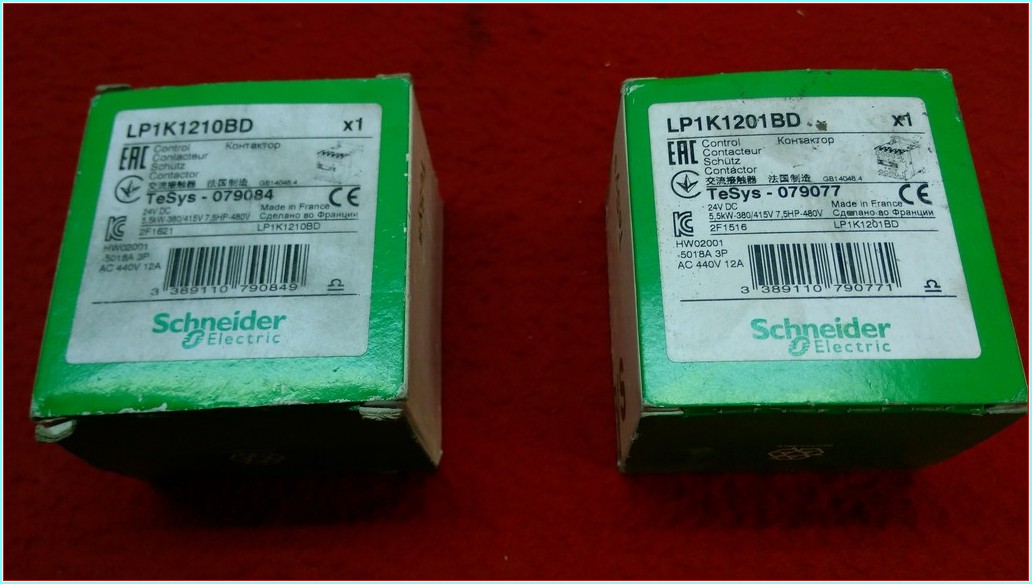 LP1K1210BD x1
EAC
Control Контактор
Contacteur
Schütz
Contactor
交流接触器 法国制造 GB14048.4
TeSys - 079084 CE
24V DC Made in France
5,5kW-380/415V 7,5HP-480V Сделано во Франции
2F1621 LP1K1210BD
HW02001
-5018A 3P
AC 440V 12A
3 389110 790849
Schneider
Electric
LP1K1201BD x1
EAC
Control Контактор
Contacteur
Schütz
Contactor
交流接触器 法国制造 GB14048.4
TeSys - 079077 CE
24V DC Made in France
5,5kW-380/415V 7,5HP-480V Сделано во Франции
2F1516 LP1K1201BD
HW02001
-5018A 3P
AC 440V 12A
3 389110 790771
Schneider
Electric